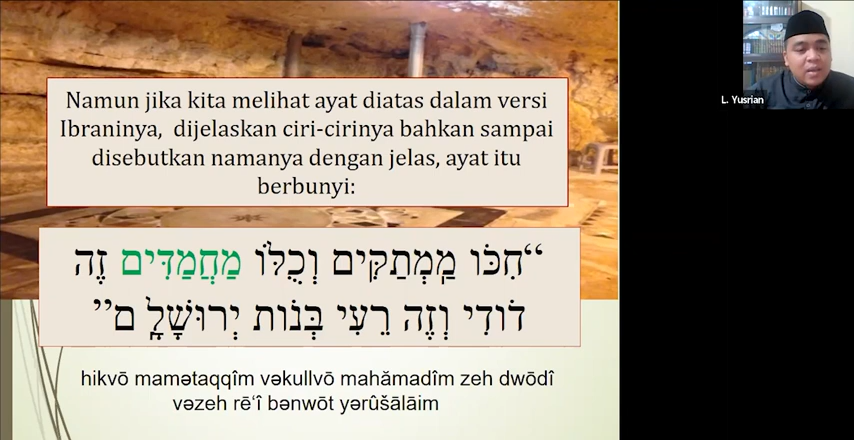 L. Yusrian
Namun jika kita melihat ayat diatas dalam versi
Ibraninya, dijelaskan ciri-cirinya bahkan sampai
disebutkan namanya dengan jelas, ayat itu
berbunyi:
“חִכּוֹ מַֽמְתַקִּים וְכֻלּוֹ מַחֲמַדִּים זֶה
דוֹדִי וְזֶה רֵעִי בְּנוֹת יְרוּשָׁלָ ִם”
hikvō mamətaqqîm vəkullvō mahămadîm zeh dwōdî
vəzeh rē‘î bənwōt yərûšālāim